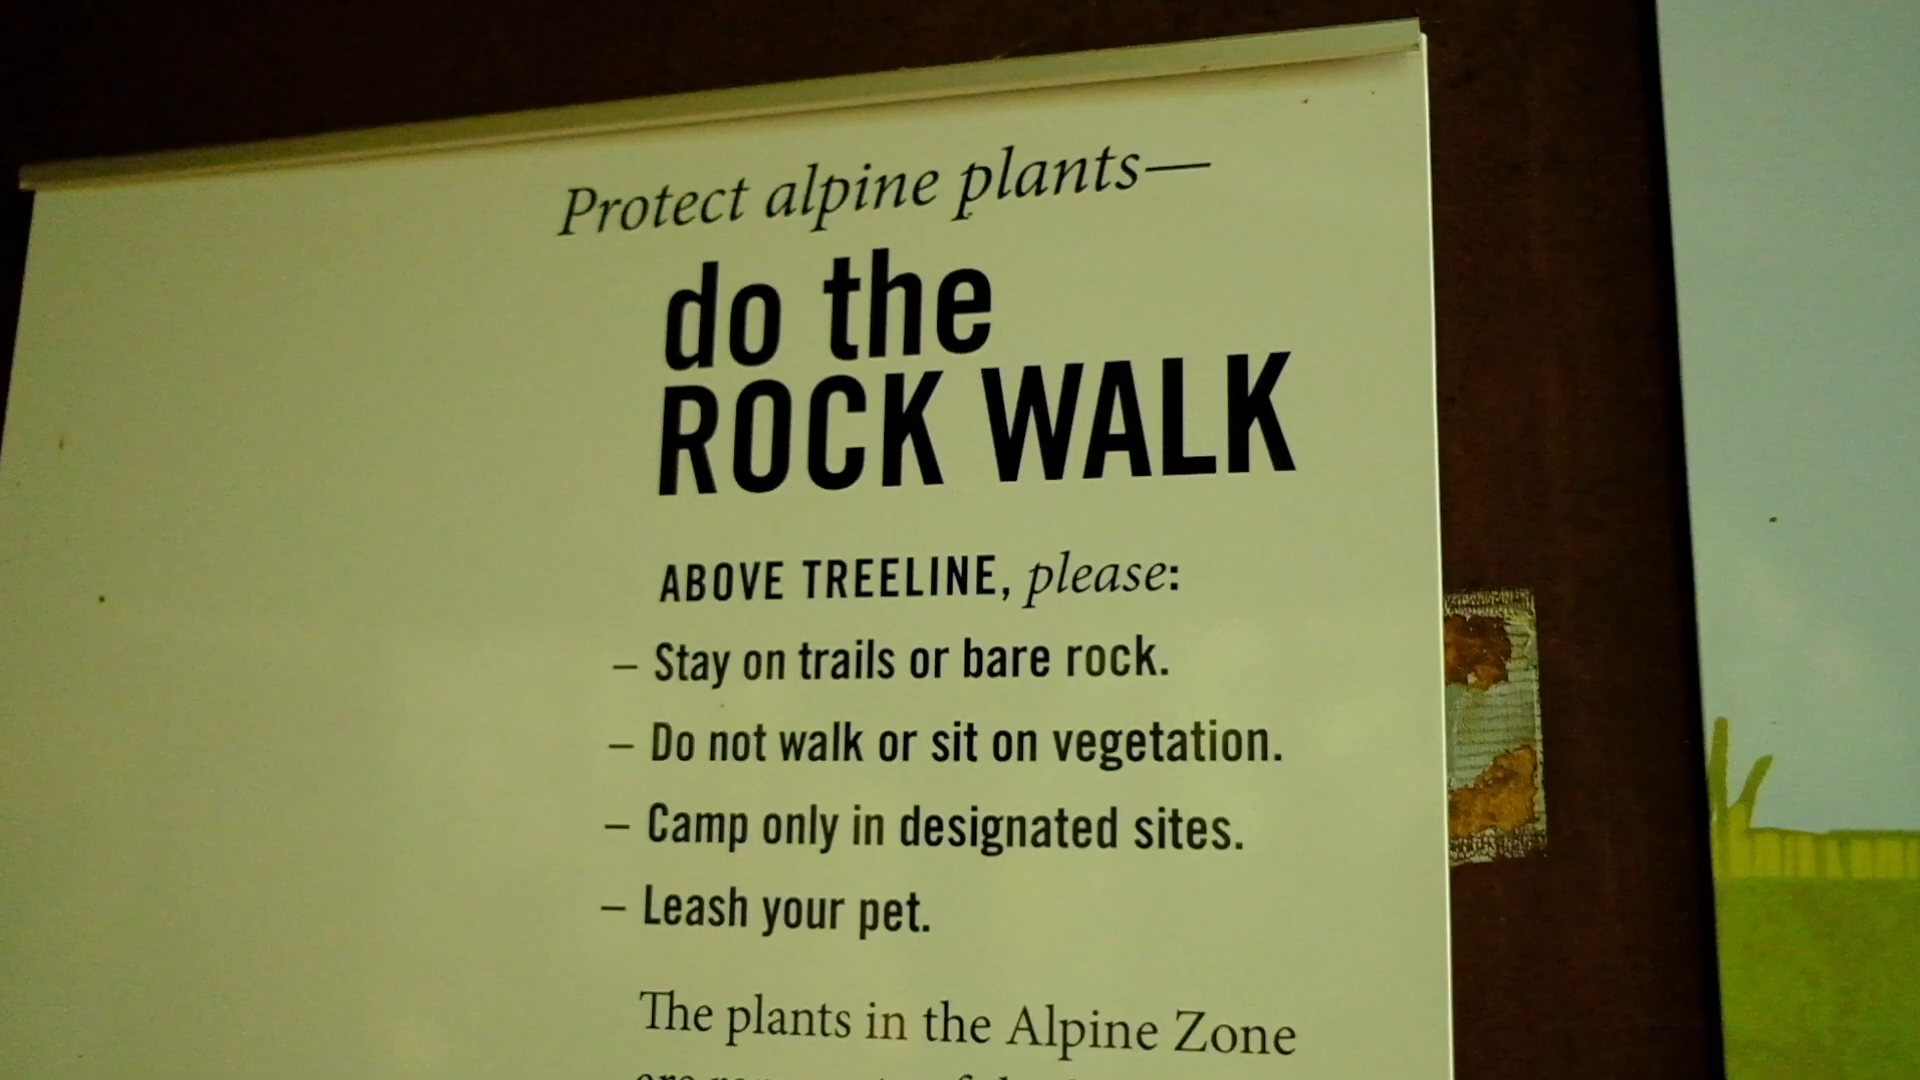 Protect alpine plants—
do the
ROCK WALK
ABOVE TREELINE, please:
– Stay on trails or bare rock.
– Do not walk or sit on vegetation.
– Camp only in designated sites.
– Leash your pet.
The plants in the Alpine Zone